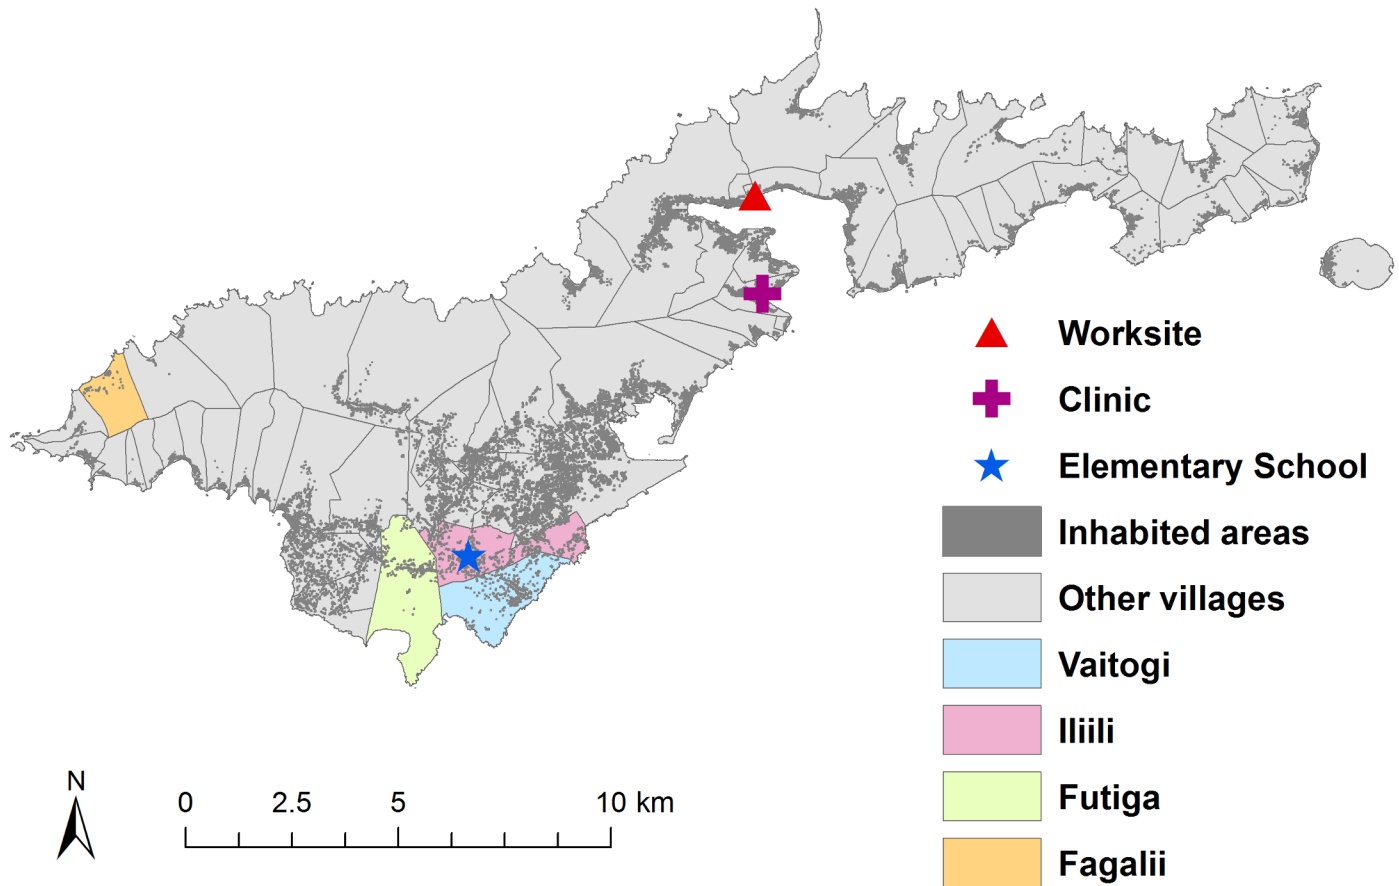 Worksite
Clinic
Elementary School
Inhabited areas
Other villages
Vaitogi
Iliili
Futiga
Fagalii
N
0 2.5 5 10 km